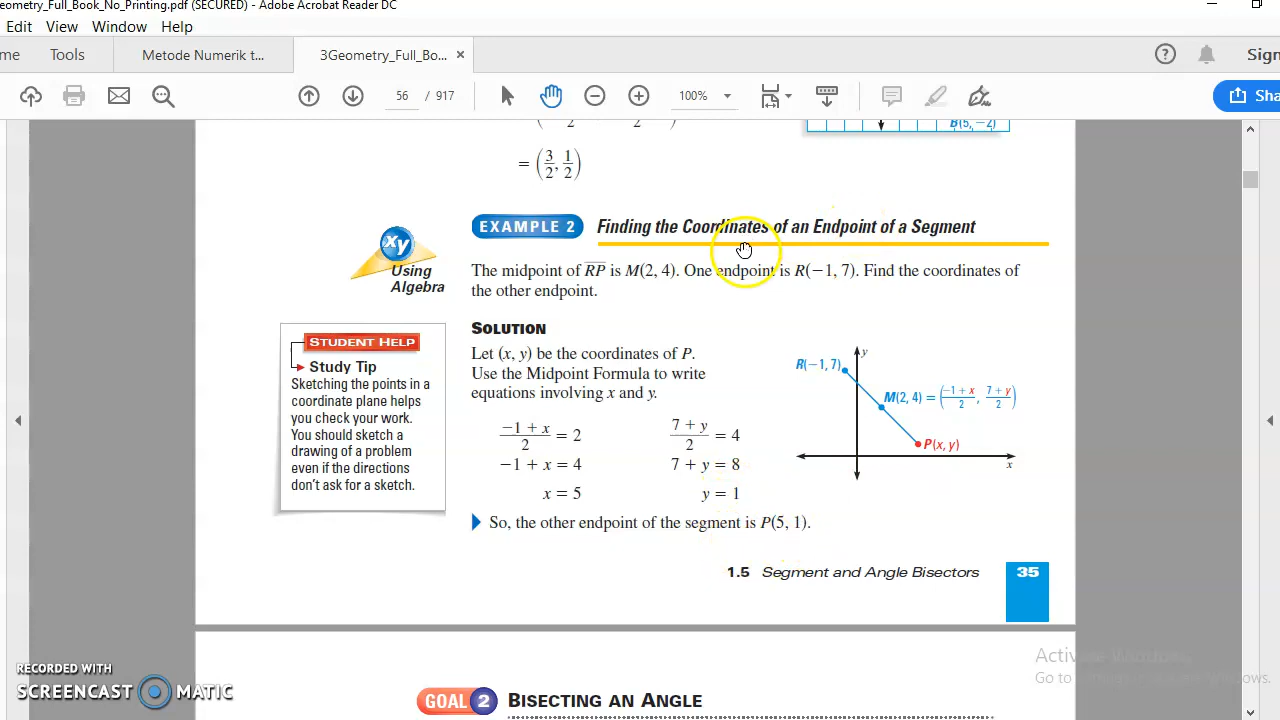 eometry_Full_Book_No_Printing.pdf (SECURED) - Adobe Acrobat Reader DC
Edit View Window Help
me Tools Metode Numerik t... 3Geometry_Full_Bo... × Sign
56 / 917 100% Sha
( 2 2 )
B(5, −2)
= (3/2, 1/2)
EXAMPLE 2 Finding the Coordinates of an Endpoint of a Segment
xy
Using
Algebra
The midpoint of RP is M(2, 4). One endpoint is R(−1, 7). Find the coordinates of
the other endpoint.
SOLUTION
Let (x, y) be the coordinates of P.
Use the Midpoint Formula to write
equations involving x and y.
(−1 + x)/2 = 2 (7 + y)/2 = 4
−1 + x = 4 7 + y = 8
x = 5 y = 1
So, the other endpoint of the segment is P(5, 1).
STUDENT HELP
Study Tip
Sketching the points in a
coordinate plane helps
you check your work.
You should sketch a
drawing of a problem
even if the directions
don't ask for a sketch.
y
R(−1, 7)
M(2, 4) = ((−1 + x)/2, (7 + y)/2)
P(x, y)
x
1.5 Segment and Angle Bisectors 35
Activate Windows
RECORDED WITH
SCREENCAST MATIC
GOAL 2 BISECTING AN ANGLE